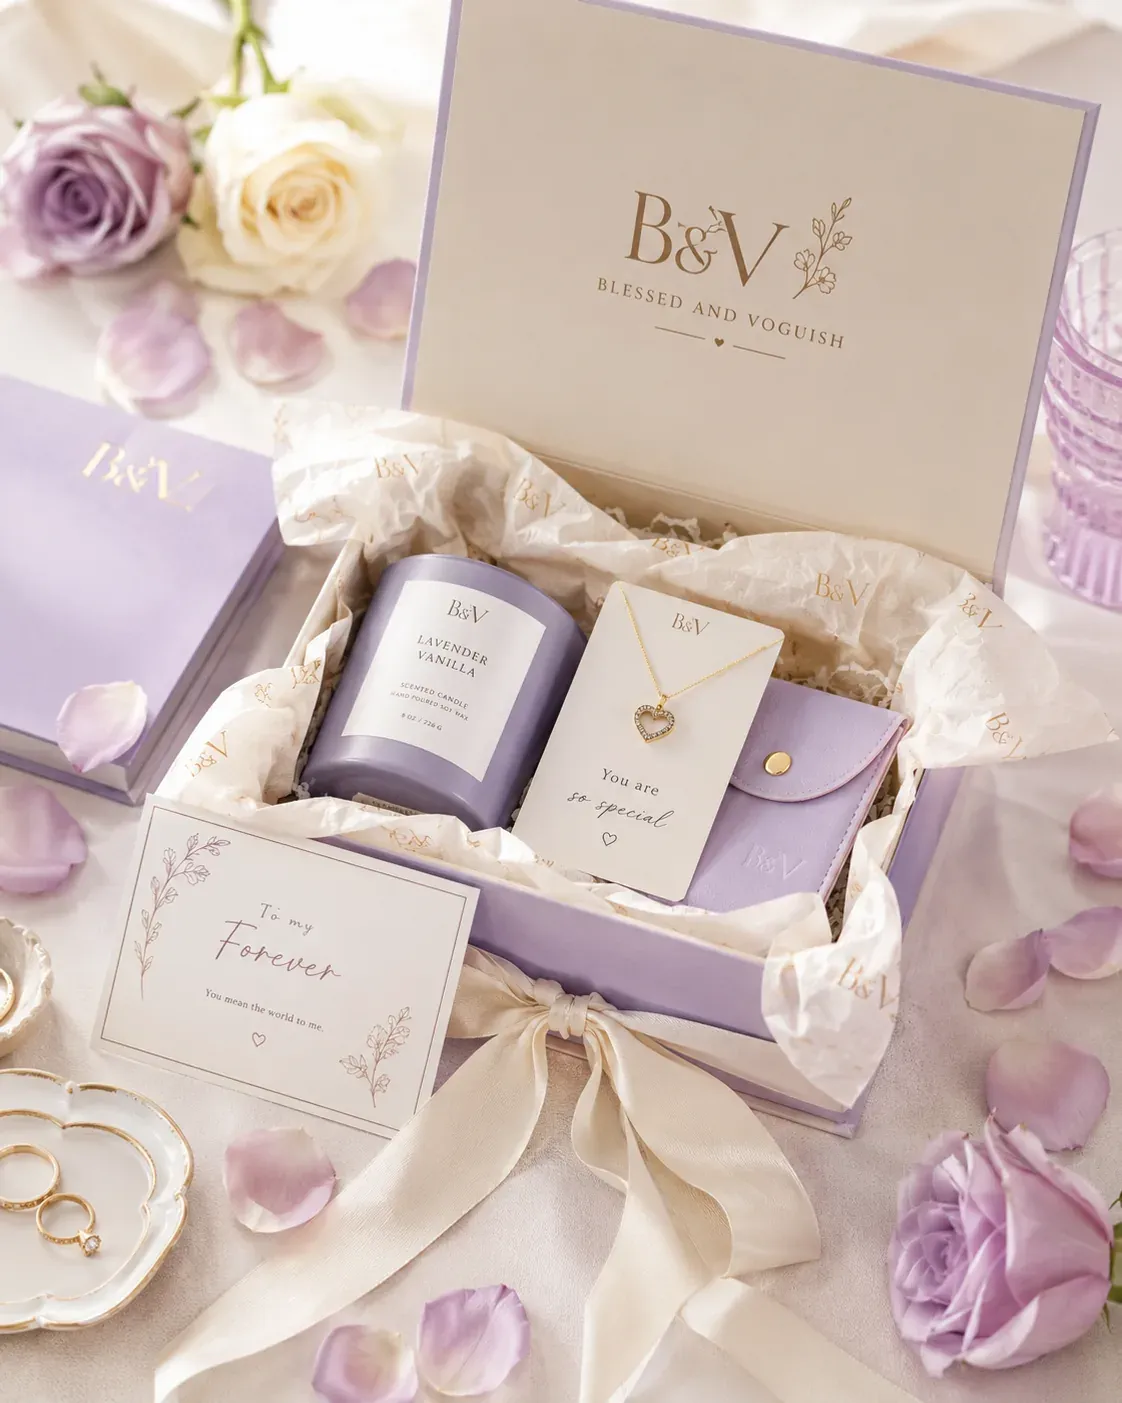 B&V
BLESSED AND VOGUISH
B&V
B&V
B&V
B&V
B&V
B&V
B&V
B&V
LAVENDER
VANILLA
SCENTED CANDLE
HAND POURED SOY WAX
8 OZ / 226 G
B&V
You are
so special
B&V
B&V
B&V
To my
Forever
You mean the world to me.
B&V